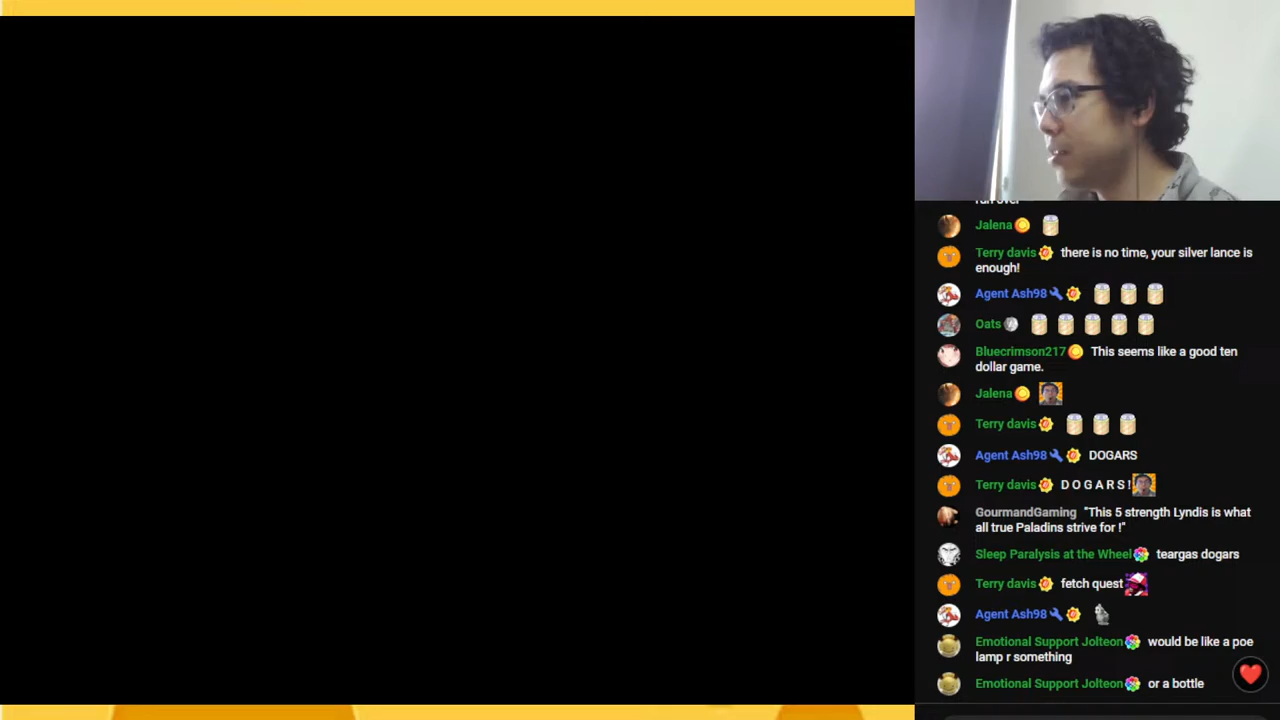 Jalena
Terry davis there is no time, your silver lance is
enough!
Agent Ash98
Oats
Bluecrimson217 This seems like a good ten
dollar game.
Jalena
Terry davis
Agent Ash98 DOGARS
Terry davis D O G A R S !
GourmandGaming "This 5 strength Lyndis is what
all true Paladins strive for !"
Sleep Paralysis at the Wheel teargas dogars
Terry davis fetch quest
Agent Ash98
Emotional Support Jolteon would be like a poe
lamp r something
Emotional Support Jolteon or a bottle